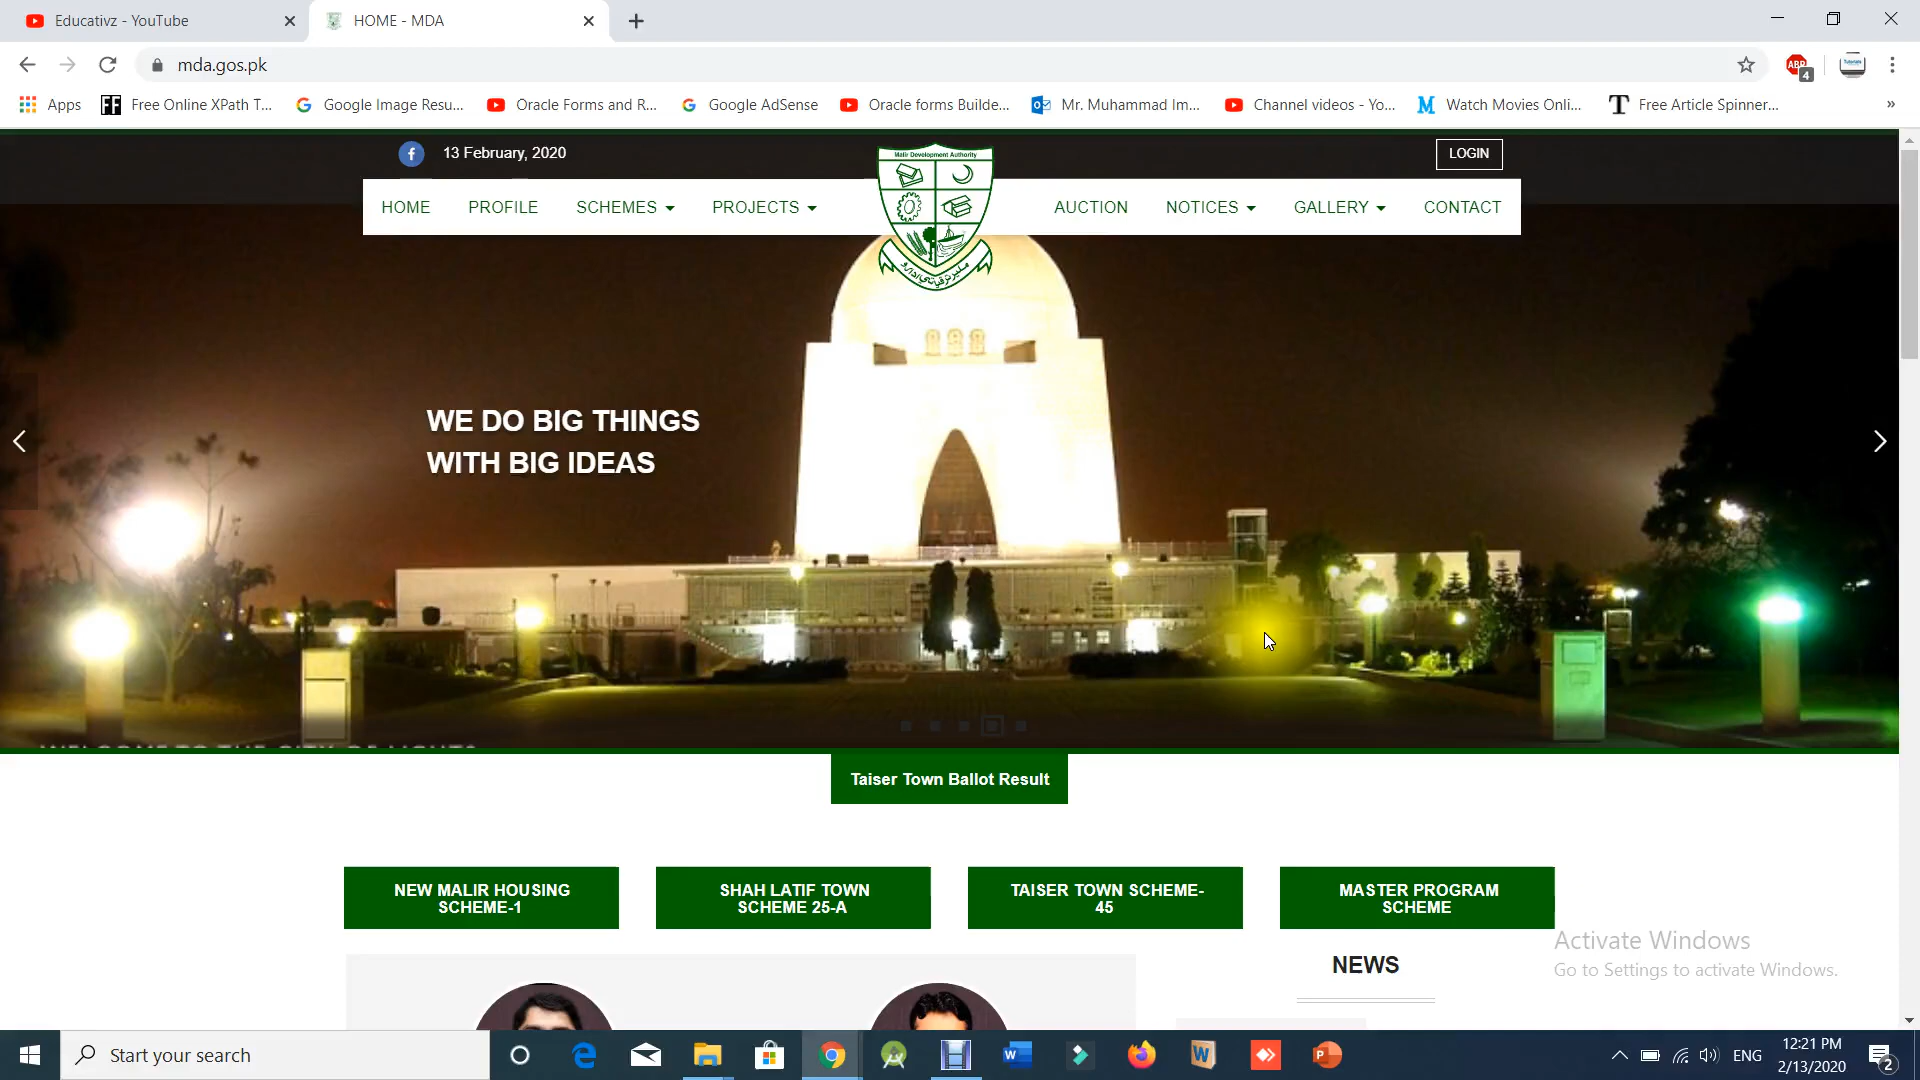 Educativz - YouTube
HOME - MDA
mda.gos.pk
ABP
4
Apps
Free Online XPath T...
Google Image Resu...
Oracle Forms and R...
Google AdSense
Oracle forms Builde...
Mr. Muhammad Im...
Channel videos - Yo...
Watch Movies Onli...
Free Article Spinner...
»
13 February, 2020
LOGIN
Malir Development Authority
HOME
PROFILE
SCHEMES
PROJECTS
AUCTION
NOTICES
GALLERY
CONTACT
WE DO BIG THINGS
WITH BIG IDEAS
Taiser Town Ballot Result
NEW MALIR HOUSING
SCHEME-1
SHAH LATIF TOWN
SCHEME 25-A
TAISER TOWN SCHEME-
45
MASTER PROGRAM
SCHEME
NEWS
Activate Windows
Go to Settings to activate Windows.
Start your search
ENG
12:21 PM
2/13/2020
2